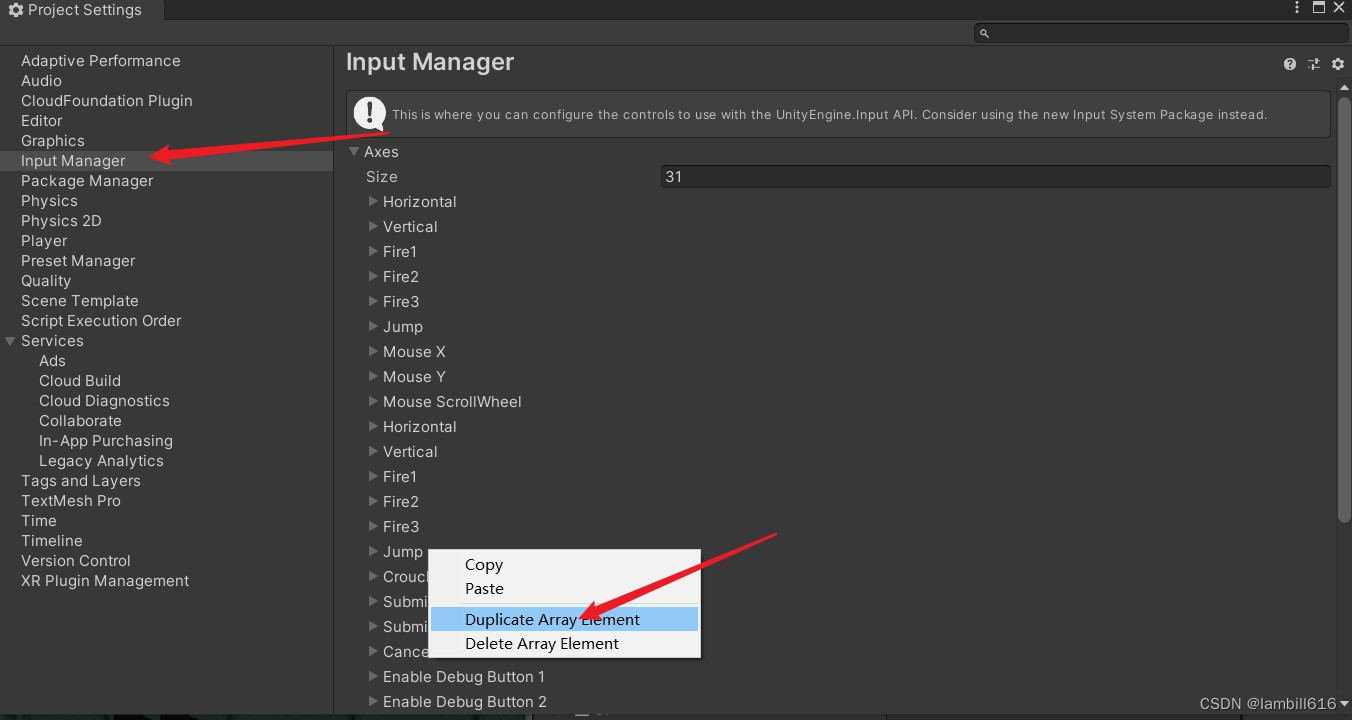 Project Settings
Adaptive Performance
Audio
CloudFoundation Plugin
Editor
Graphics
Input Manager
Package Manager
Physics
Physics 2D
Player
Preset Manager
Quality
Scene Template
Script Execution Order
Services
Ads
Cloud Build
Cloud Diagnostics
Collaborate
In-App Purchasing
Legacy Analytics
Tags and Layers
TextMesh Pro
Time
Timeline
Version Control
XR Plugin Management
Input Manager
This is where you can configure the controls to use with the UnityEngine.Input API. Consider using the new Input System Package instead.
Axes
Size 31
Horizontal
Vertical
Fire1
Fire2
Fire3
Jump
Mouse X
Mouse Y
Mouse ScrollWheel
Horizontal
Vertical
Fire1
Fire2
Fire3
Jump
Crouc
Submi
Submi
Cance
Enable Debug Button 1
Enable Debug Button 2
Copy
Paste
Duplicate Array Element
Delete Array Element
CSDN @Iambill616